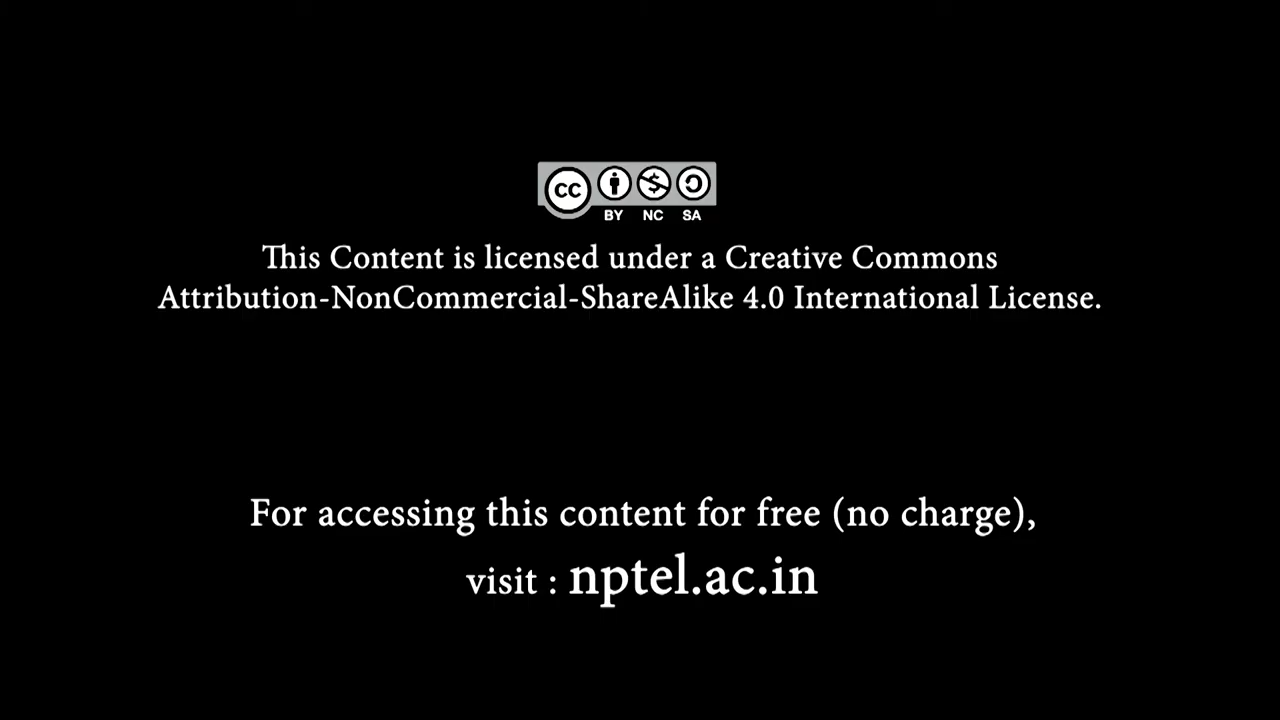 cc
BY NC SA
This Content is licensed under a Creative Commons
Attribution-NonCommercial-ShareAlike 4.0 International License.
For accessing this content for free (no charge),
visit : nptel.ac.in